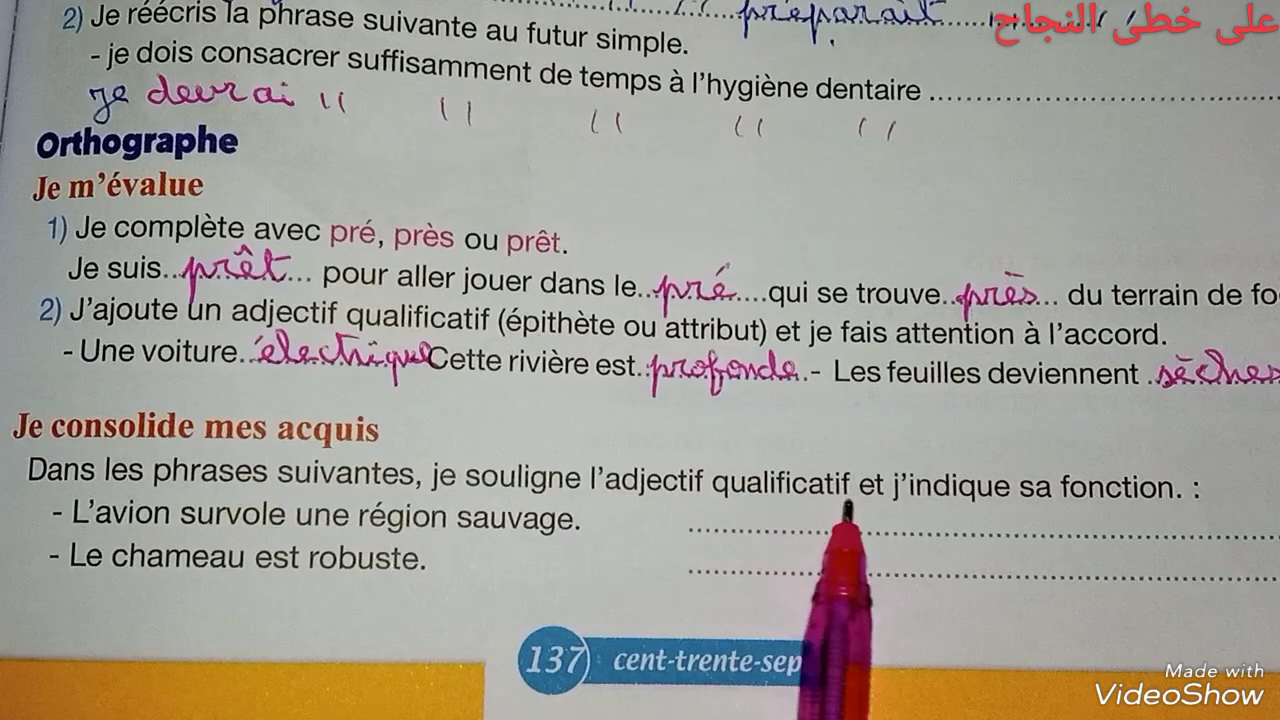 préparait
على خطى النجاح
2) Je réécris la phrase suivante au futur simple.
- je dois consacrer suffisamment de temps à l'hygiène dentaire ........................................
je devrai " " " " "
Orthographe
Je m'évalue
1) Je complète avec pré, près ou prêt.
Je suis..prêt... pour aller jouer dans le..pré....qui se trouve..près... du terrain de fo
2) J'ajoute un adjectif qualificatif (épithète ou attribut) et je fais attention à l'accord.
- Une voiture..électrique Cette rivière est..profonde..- Les feuilles deviennent .sèches
Je consolide mes acquis
Dans les phrases suivantes, je souligne l'adjectif qualificatif et j'indique sa fonction. :
- L'avion survole une région sauvage. ........................................
- Le chameau est robuste. ........................................
137 cent-trente-sep
Made with
VideoShow